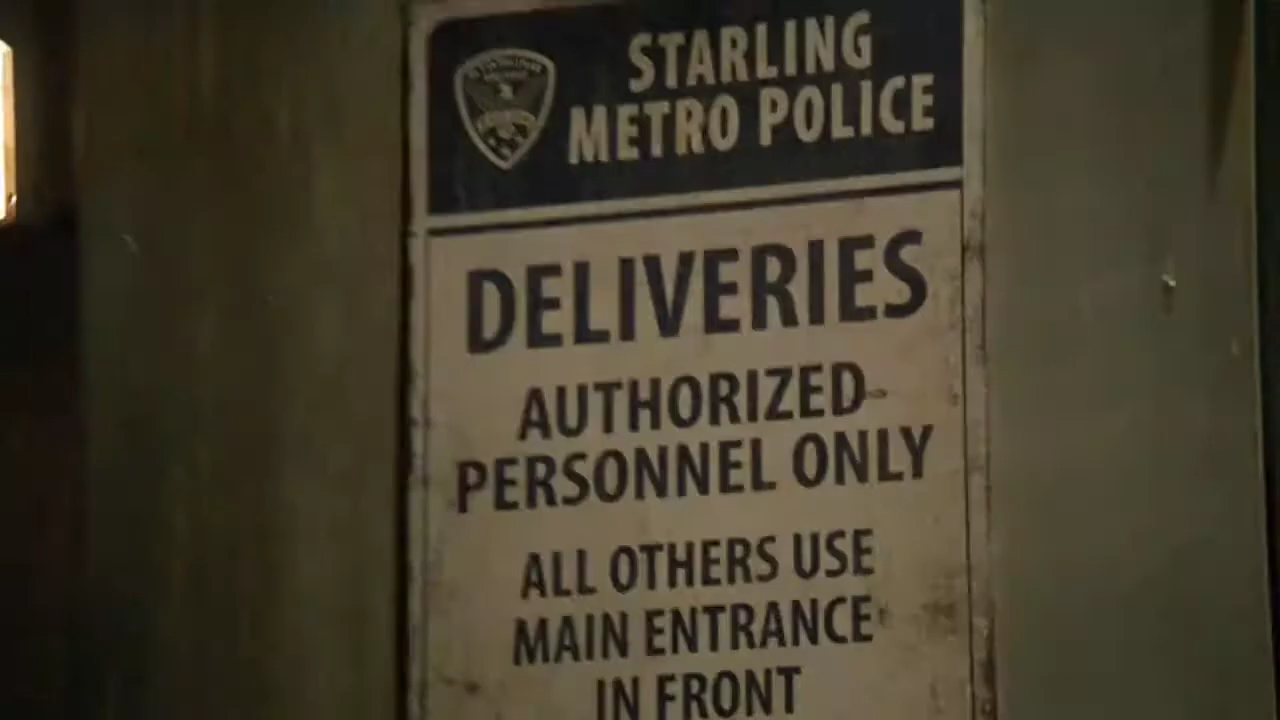 STARLING
METRO POLICE
DELIVERIES
AUTHORIZED
PERSONNEL ONLY
ALL OTHERS USE
MAIN ENTRANCE
IN FRONT